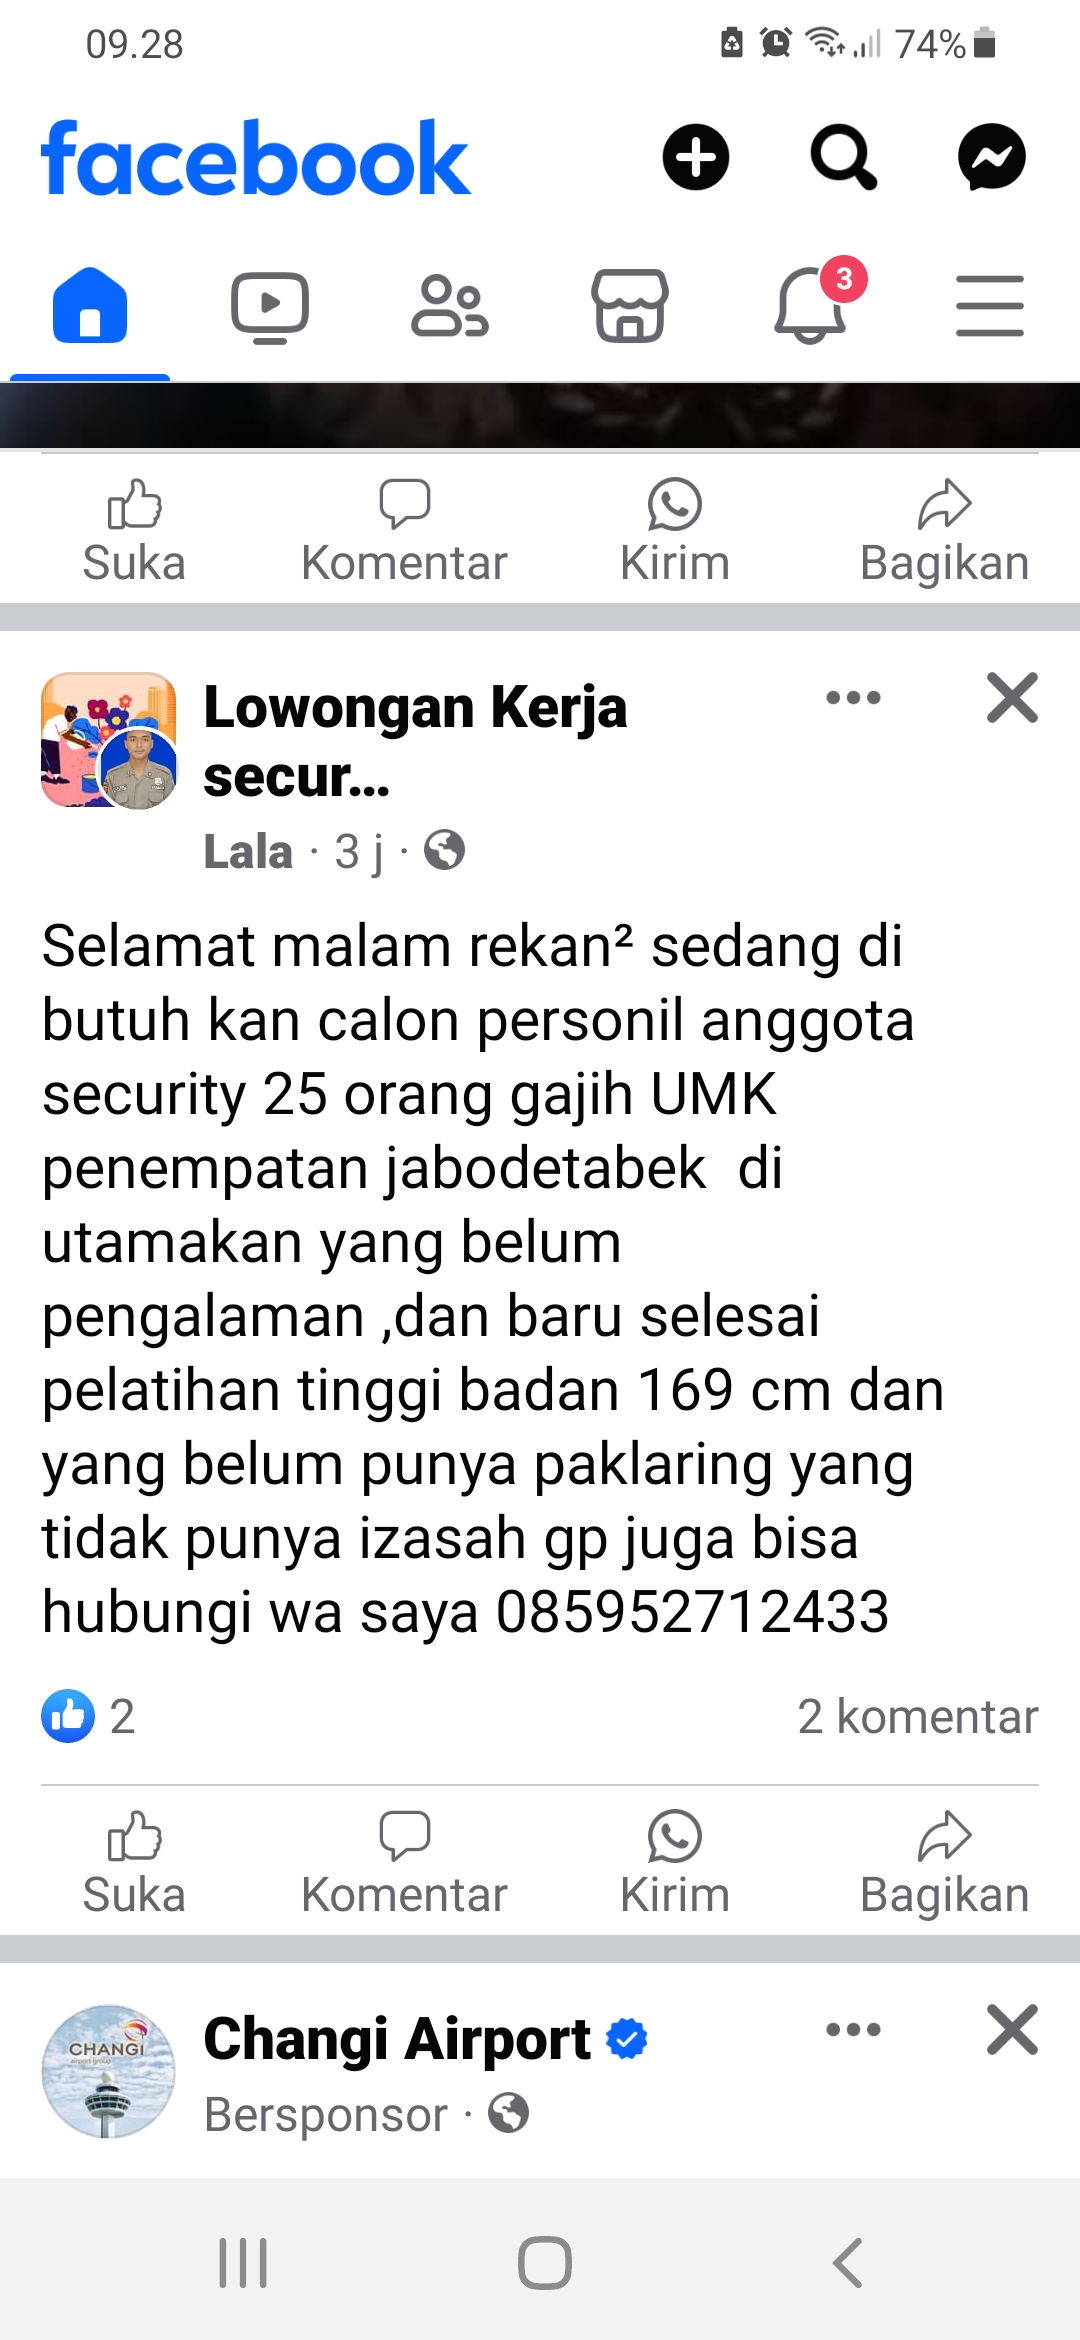 09.28
74%
facebook
3
Suka
Komentar
Kirim
Bagikan
Lowongan Kerja
secur...
Lala · 3 j ·
Selamat malam rekan² sedang di
butuh kan calon personil anggota
security 25 orang gajih UMK
penempatan jabodetabek  di
utamakan yang belum
pengalaman ,dan baru selesai
pelatihan tinggi badan 169 cm dan
yang belum punya paklaring yang
tidak punya izasah gp juga bisa
hubungi wa saya 085952712433
2
2 komentar
Suka
Komentar
Kirim
Bagikan
CHANGI
airport group
Changi Airport
Bersponsor ·